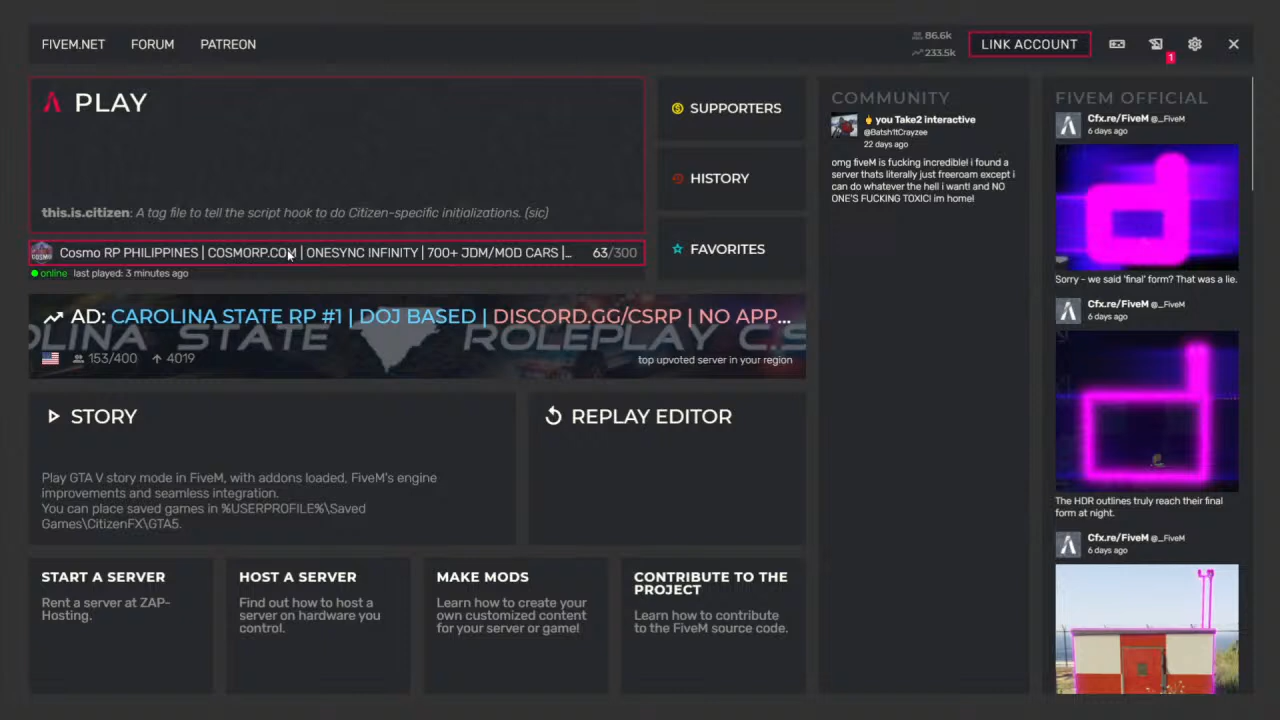 FIVEM.NET FORUM PATREON
86.6k
233.5k
LINK ACCOUNT
1
PLAY
this.is.citizen: A tag file to tell the script hook to do Citizen-specific initializations. (sic)
Cosmo RP PHILIPPINES | COSMORP.COM | ONESYNC INFINITY | 700+ JDM/MOD CARS |... 63/300
online last played: 3 minutes ago
SUPPORTERS
HISTORY
FAVORITES
AD: CAROLINA STATE RP #1 | DOJ BASED | DISCORD.GG/CSRP | NO APP...
LINA STATE ROLEPLAY C.S
153/400 4019
top upvoted server in your region
STORY
Play GTA V story mode in FiveM, with addons loaded, FiveM's engine
improvements and seamless integration.
You can place saved games in %USERPROFILE%\Saved
Games\CitizenFX\GTA5.
REPLAY EDITOR
START A SERVER
Rent a server at ZAP-
Hosting.
HOST A SERVER
Find out how to host a
server on hardware you
control.
MAKE MODS
Learn how to create your
own customized content
for your server or game!
CONTRIBUTE TO THE
PROJECT
Learn how to contribute
to the FiveM source code.
COMMUNITY
you Take2 interactive
@Batsh1tCrayzee
22 days ago
omg fiveM is fucking incredible! i found a
server thats literally just freeroam except i
can do whatever the hell i want! and NO
ONE'S FUCKING TOXIC! im home!
FIVEM OFFICIAL
Cfx.re/FiveM @_FiveM
6 days ago
Sorry - we said 'final' form? That was a lie.
Cfx.re/FiveM @_FiveM
6 days ago
The HDR outlines truly reach their final
form at night.
Cfx.re/FiveM @_FiveM
6 days ago